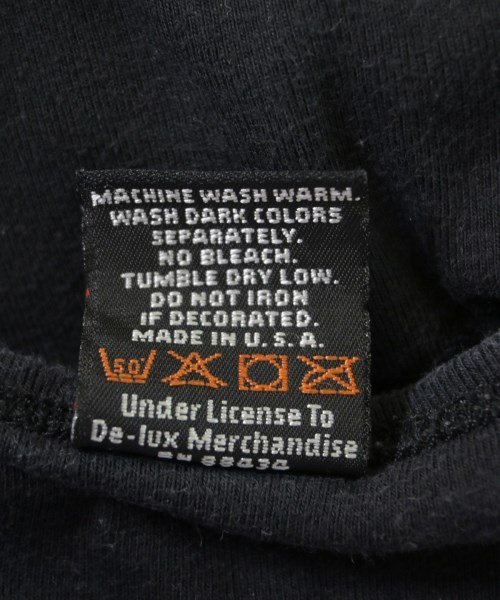 MACHINE WASH WARM.
WASH DARK COLORS
SEPARATELY.
NO BLEACH.
TUMBLE DRY LOW.
DO NOT IRON
IF DECORATED.
MADE IN U.S.A.
50
Under License To
De-lux Merchandise